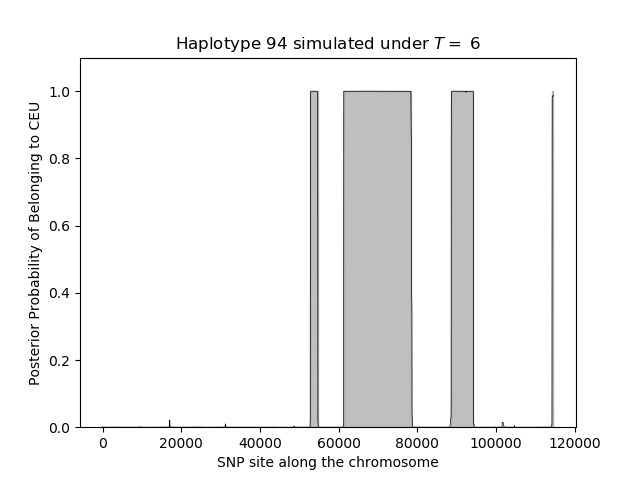 Haplotype 94 simulated under T = 6
Posterior Probability of Belonging to CEU
1.0
0.8
0.6
0.4
0.2
0.0
0 20000 40000 60000 80000 100000 120000
SNP site along the chromosome